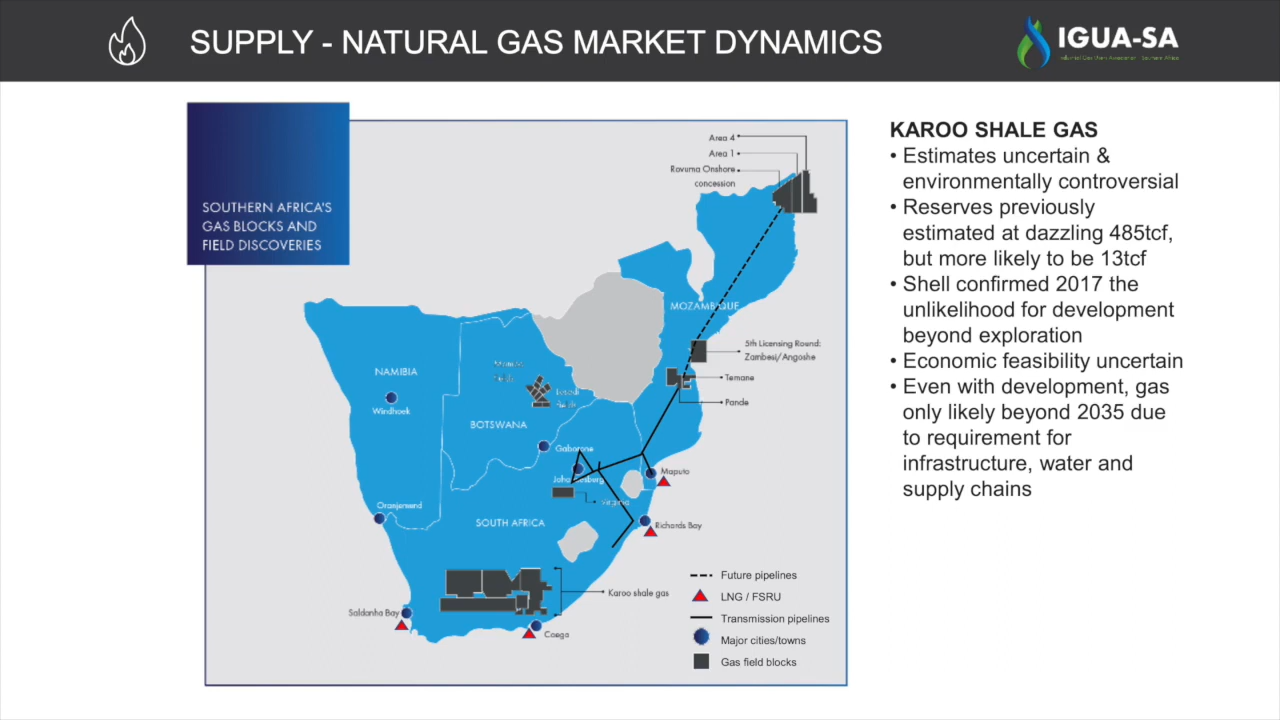 SUPPLY - NATURAL GAS MARKET DYNAMICS
IGUA-SA
SOUTHERN AFRICA'S
GAS BLOCKS AND
FIELD DISCOVERIES
Area 4
Area 1
Rovuma Onshore
concession
MOZAMBIQUE
5th Licensing Round:
Zambesi/Angoshe
Temane
Pande
NAMIBIA
Windhoek
BOTSWANA
Gaborone
Maputo
Oranjemund
SOUTH AFRICA
Richards Bay
Karoo shale gas
Saldanha Bay
Coega
Future pipelines
LNG / FSRU
Transmission pipelines
Major cities/towns
Gas field blocks
KAROO SHALE GAS
• Estimates uncertain &
environmentally controversial
• Reserves previously
estimated at dazzling 485tcf,
but more likely to be 13tcf
• Shell confirmed 2017 the
unlikelihood for development
beyond exploration
• Economic feasibility uncertain
• Even with development, gas
only likely beyond 2035 due
to requirement for
infrastructure, water and
supply chains